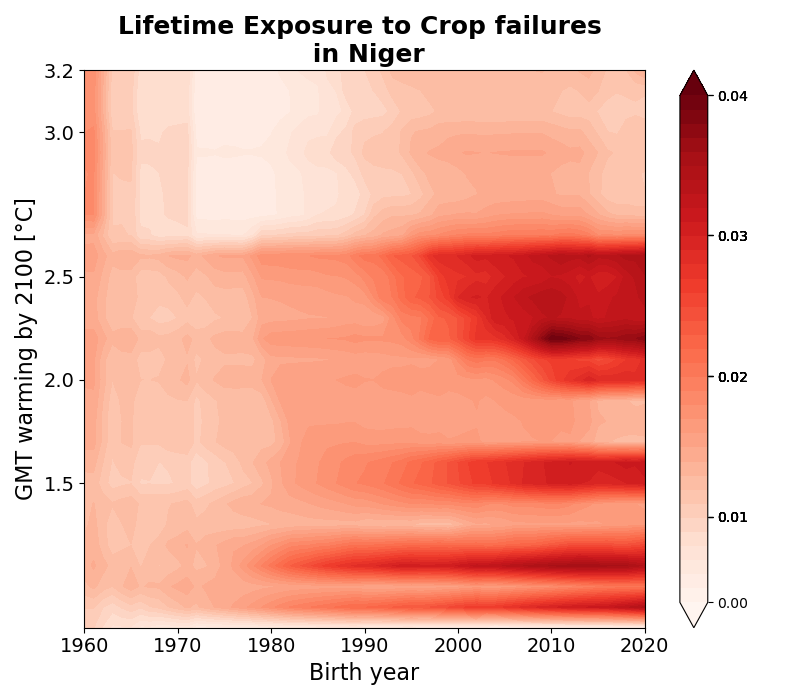 Lifetime Exposure to Crop failures
in Niger
GMT warming by 2100 [°C]
3.2
3.0
2.5
2.0
1.5
1960 1970 1980 1990 2000 2010 2020
Birth year
0.04
0.03
0.02
0.01
0.00